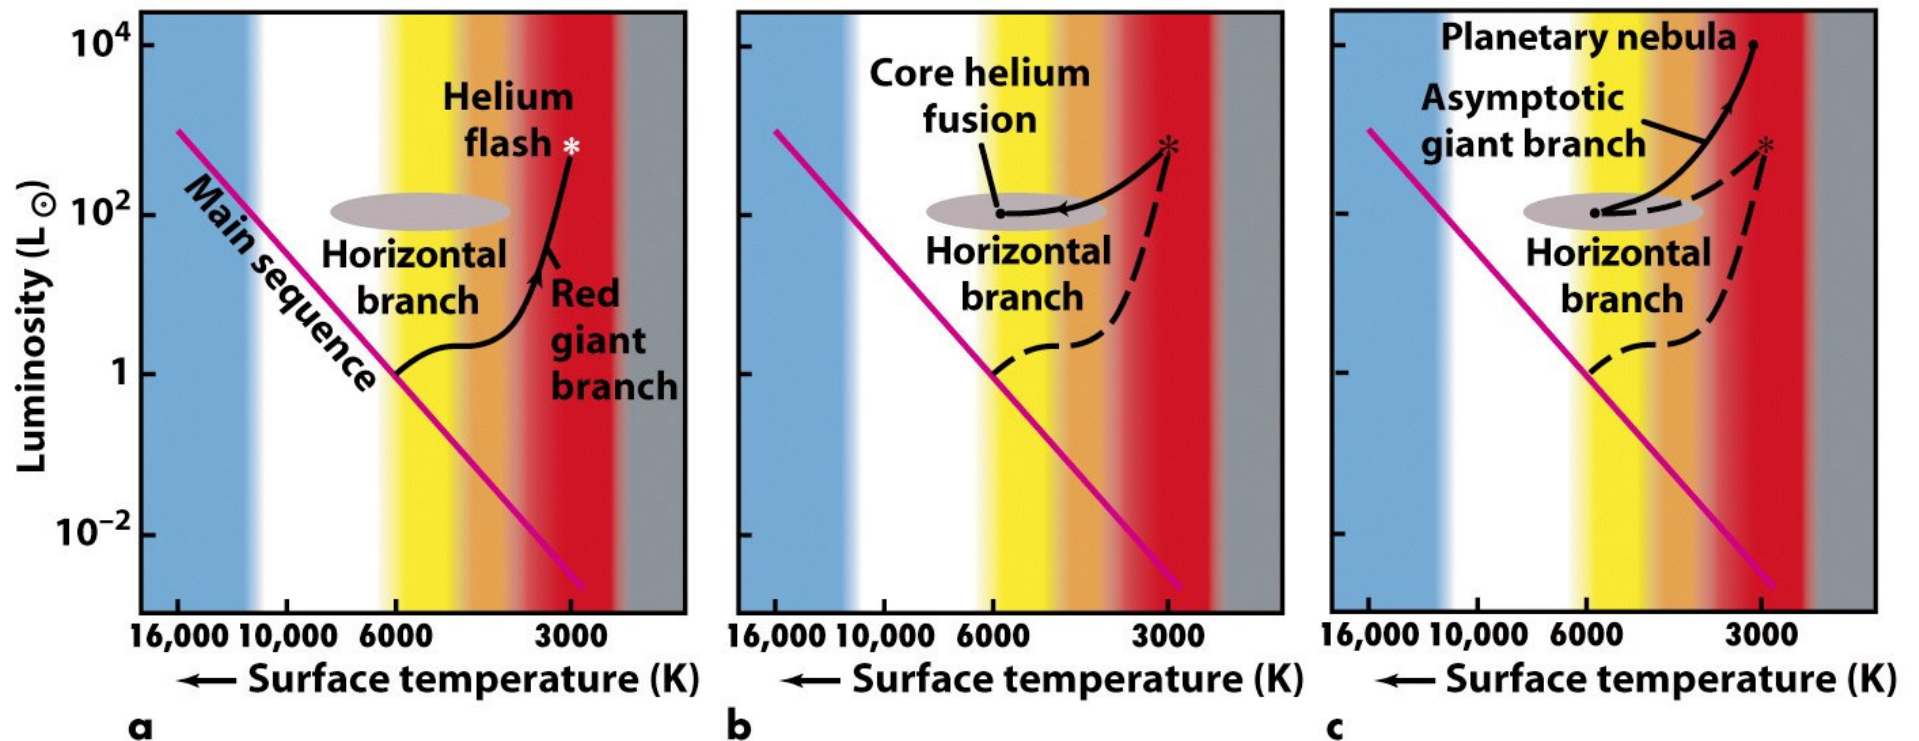 Luminosity (L ☉)
10⁴
10²
1
10⁻²
Helium
flash
Main sequence
Horizontal
branch
Red
giant
branch
16,000 10,000 6000 3000
← Surface temperature (K)
a
Core helium
fusion
Horizontal
branch
16,000 10,000 6000 3000
← Surface temperature (K)
b
Planetary nebula
Asymptotic
giant branch
Horizontal
branch
16,000 10,000 6000 3000
← Surface temperature (K)
c